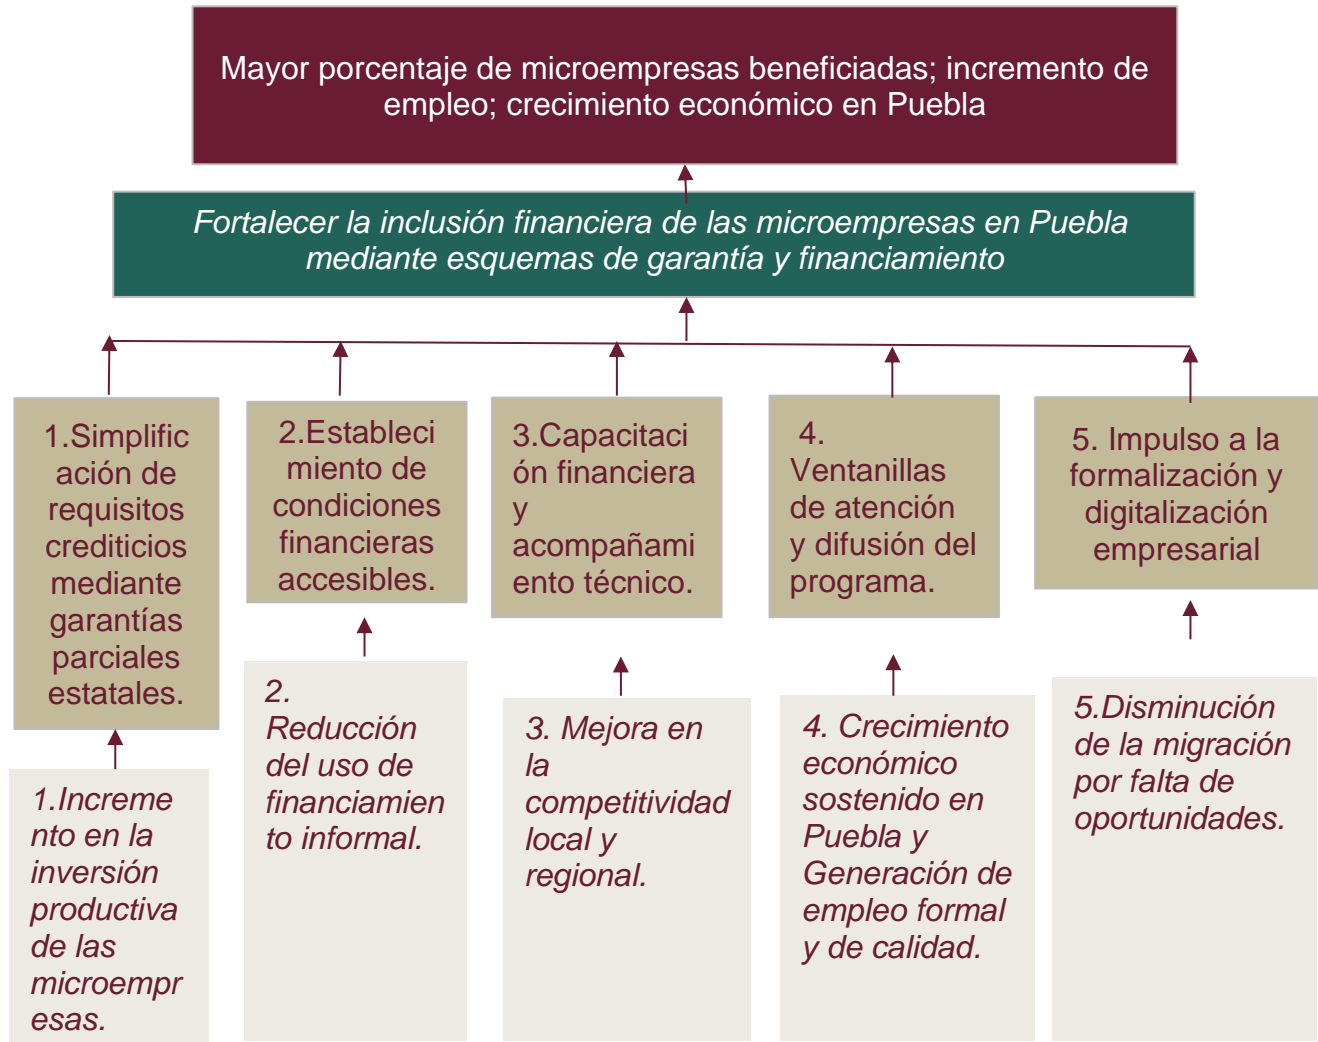 Mayor porcentaje de microempresas beneficiadas; incremento de
empleo; crecimiento económico en Puebla
Fortalecer la inclusión financiera de las microempresas en Puebla
mediante esquemas de garantía y financiamiento
1.Simplific
ación de
requisitos
crediticios
mediante
garantías
parciales
estatales.
2.Estableci
miento de
condiciones
financieras
accesibles.
3.Capacitaci
ón financiera
y
acompañami
ento técnico.
4.
Ventanillas
de atención
y difusión del
programa.
5. Impulso a la
formalización y
digitalización
empresarial
1.Increme
nto en la
inversión
productiva
de las
microempr
esas.
2.
Reducción
del uso de
financiamien
to informal.
3. Mejora en
la
competitividad
local y
regional.
4. Crecimiento
económico
sostenido en
Puebla y
Generación de
empleo formal
y de calidad.
5.Disminución
de la migración
por falta de
oportunidades.